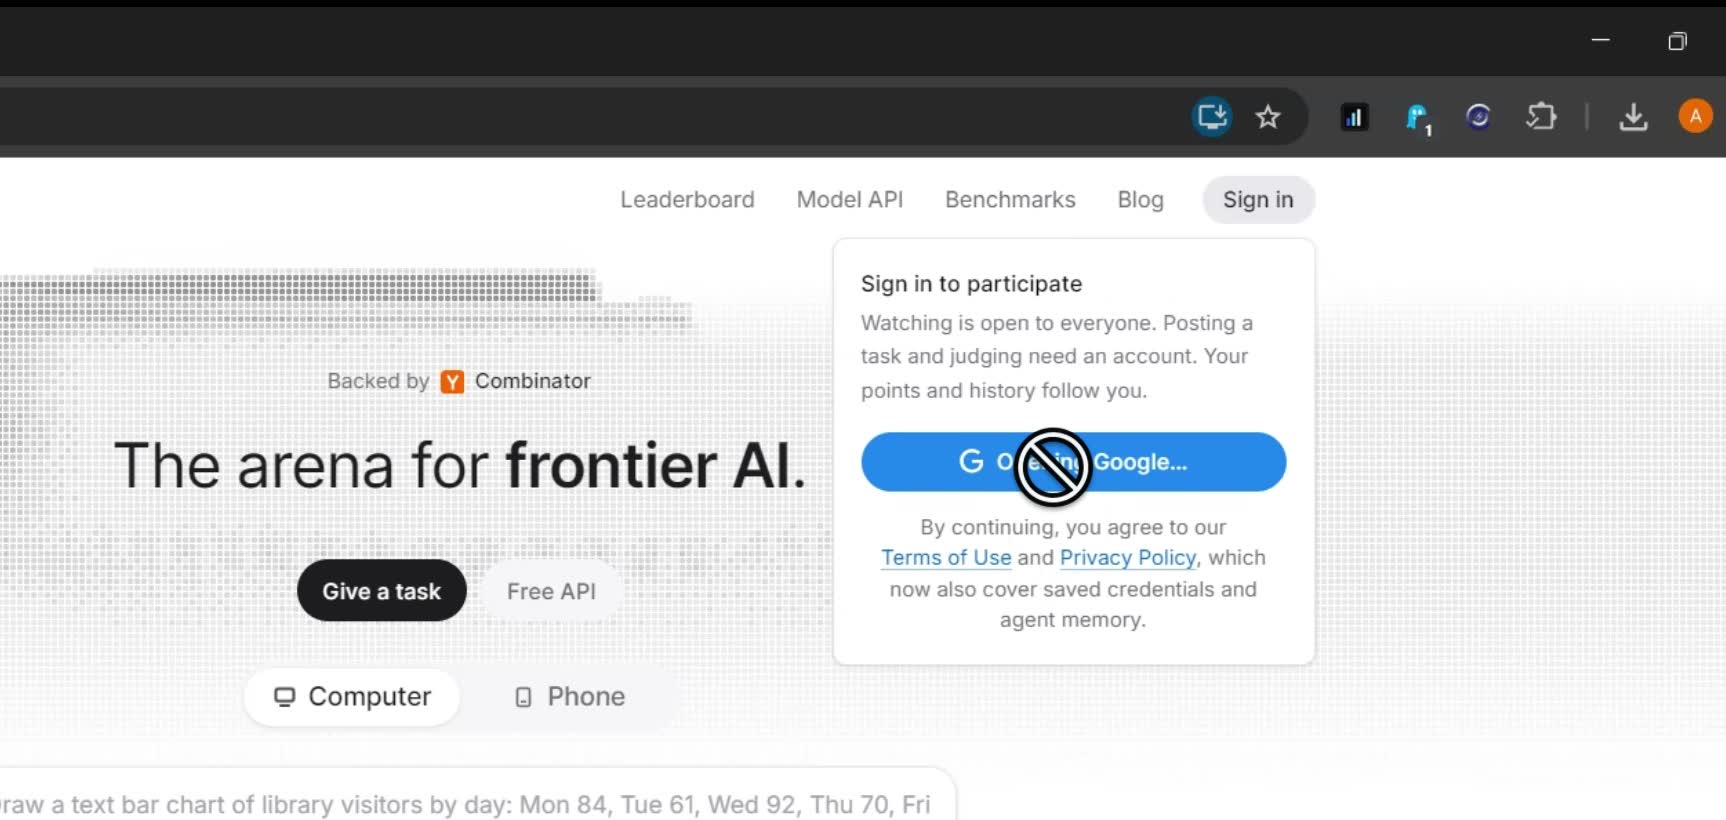 A
1
Leaderboard Model API Benchmarks Blog Sign in
Sign in to participate
Watching is open to everyone. Posting a
task and judging need an account. Your
points and history follow you.
G Google...
By continuing, you agree to our
Terms of Use and Privacy Policy, which
now also cover saved credentials and
agent memory.
Backed by Y Combinator
The arena for frontier AI.
Give a task Free API
Computer Phone
a text bar chart of library visitors by day: Mon 84, Tue 61, Wed 92, Thu 70, Fri